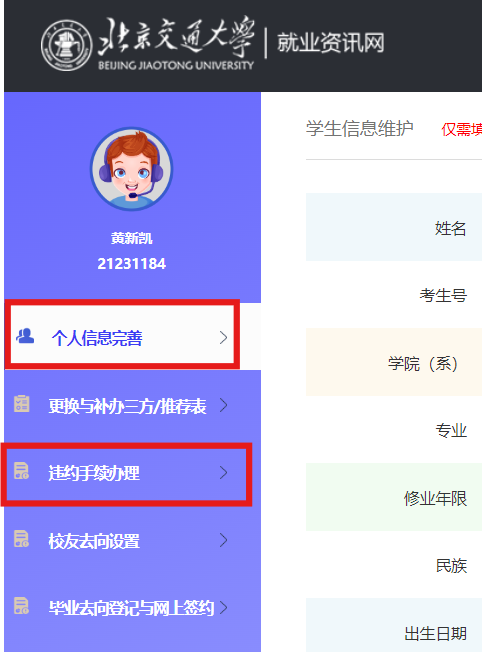 北京交通大学
BEIJING JIAOTONG UNIVERSITY
就业资讯网
黄新凯
21231184
个人信息完善
更换与补办三方/推荐表
违约手续办理
校友去向设置
毕业去向登记与网上签约
学生信息维护 仅需填
姓名
考生号
学院（系）
专业
修业年限
民族
出生日期